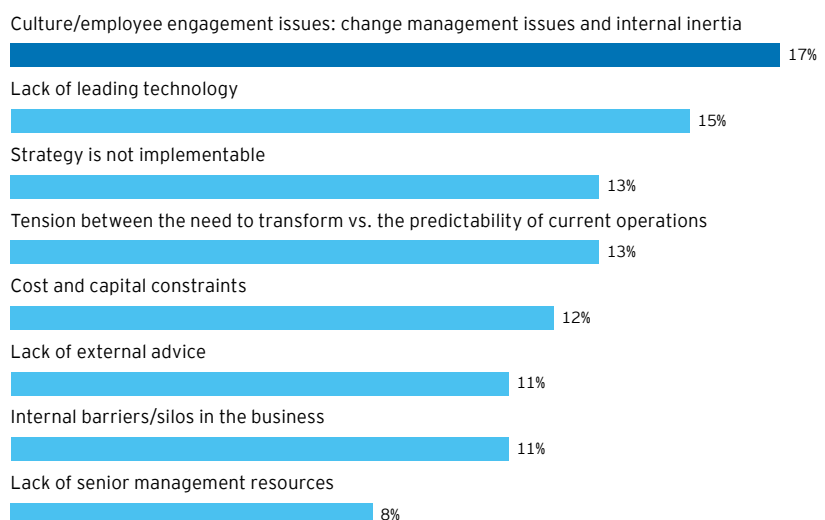 Culture/employee engagement issues: change management issues and internal inertia
17%
Lack of leading technology
15%
Strategy is not implementable
13%
Tension between the need to transform vs. the predictability of current operations
13%
Cost and capital constraints
12%
Lack of external advice
11%
Internal barriers/silos in the business
11%
Lack of senior management resources
8%